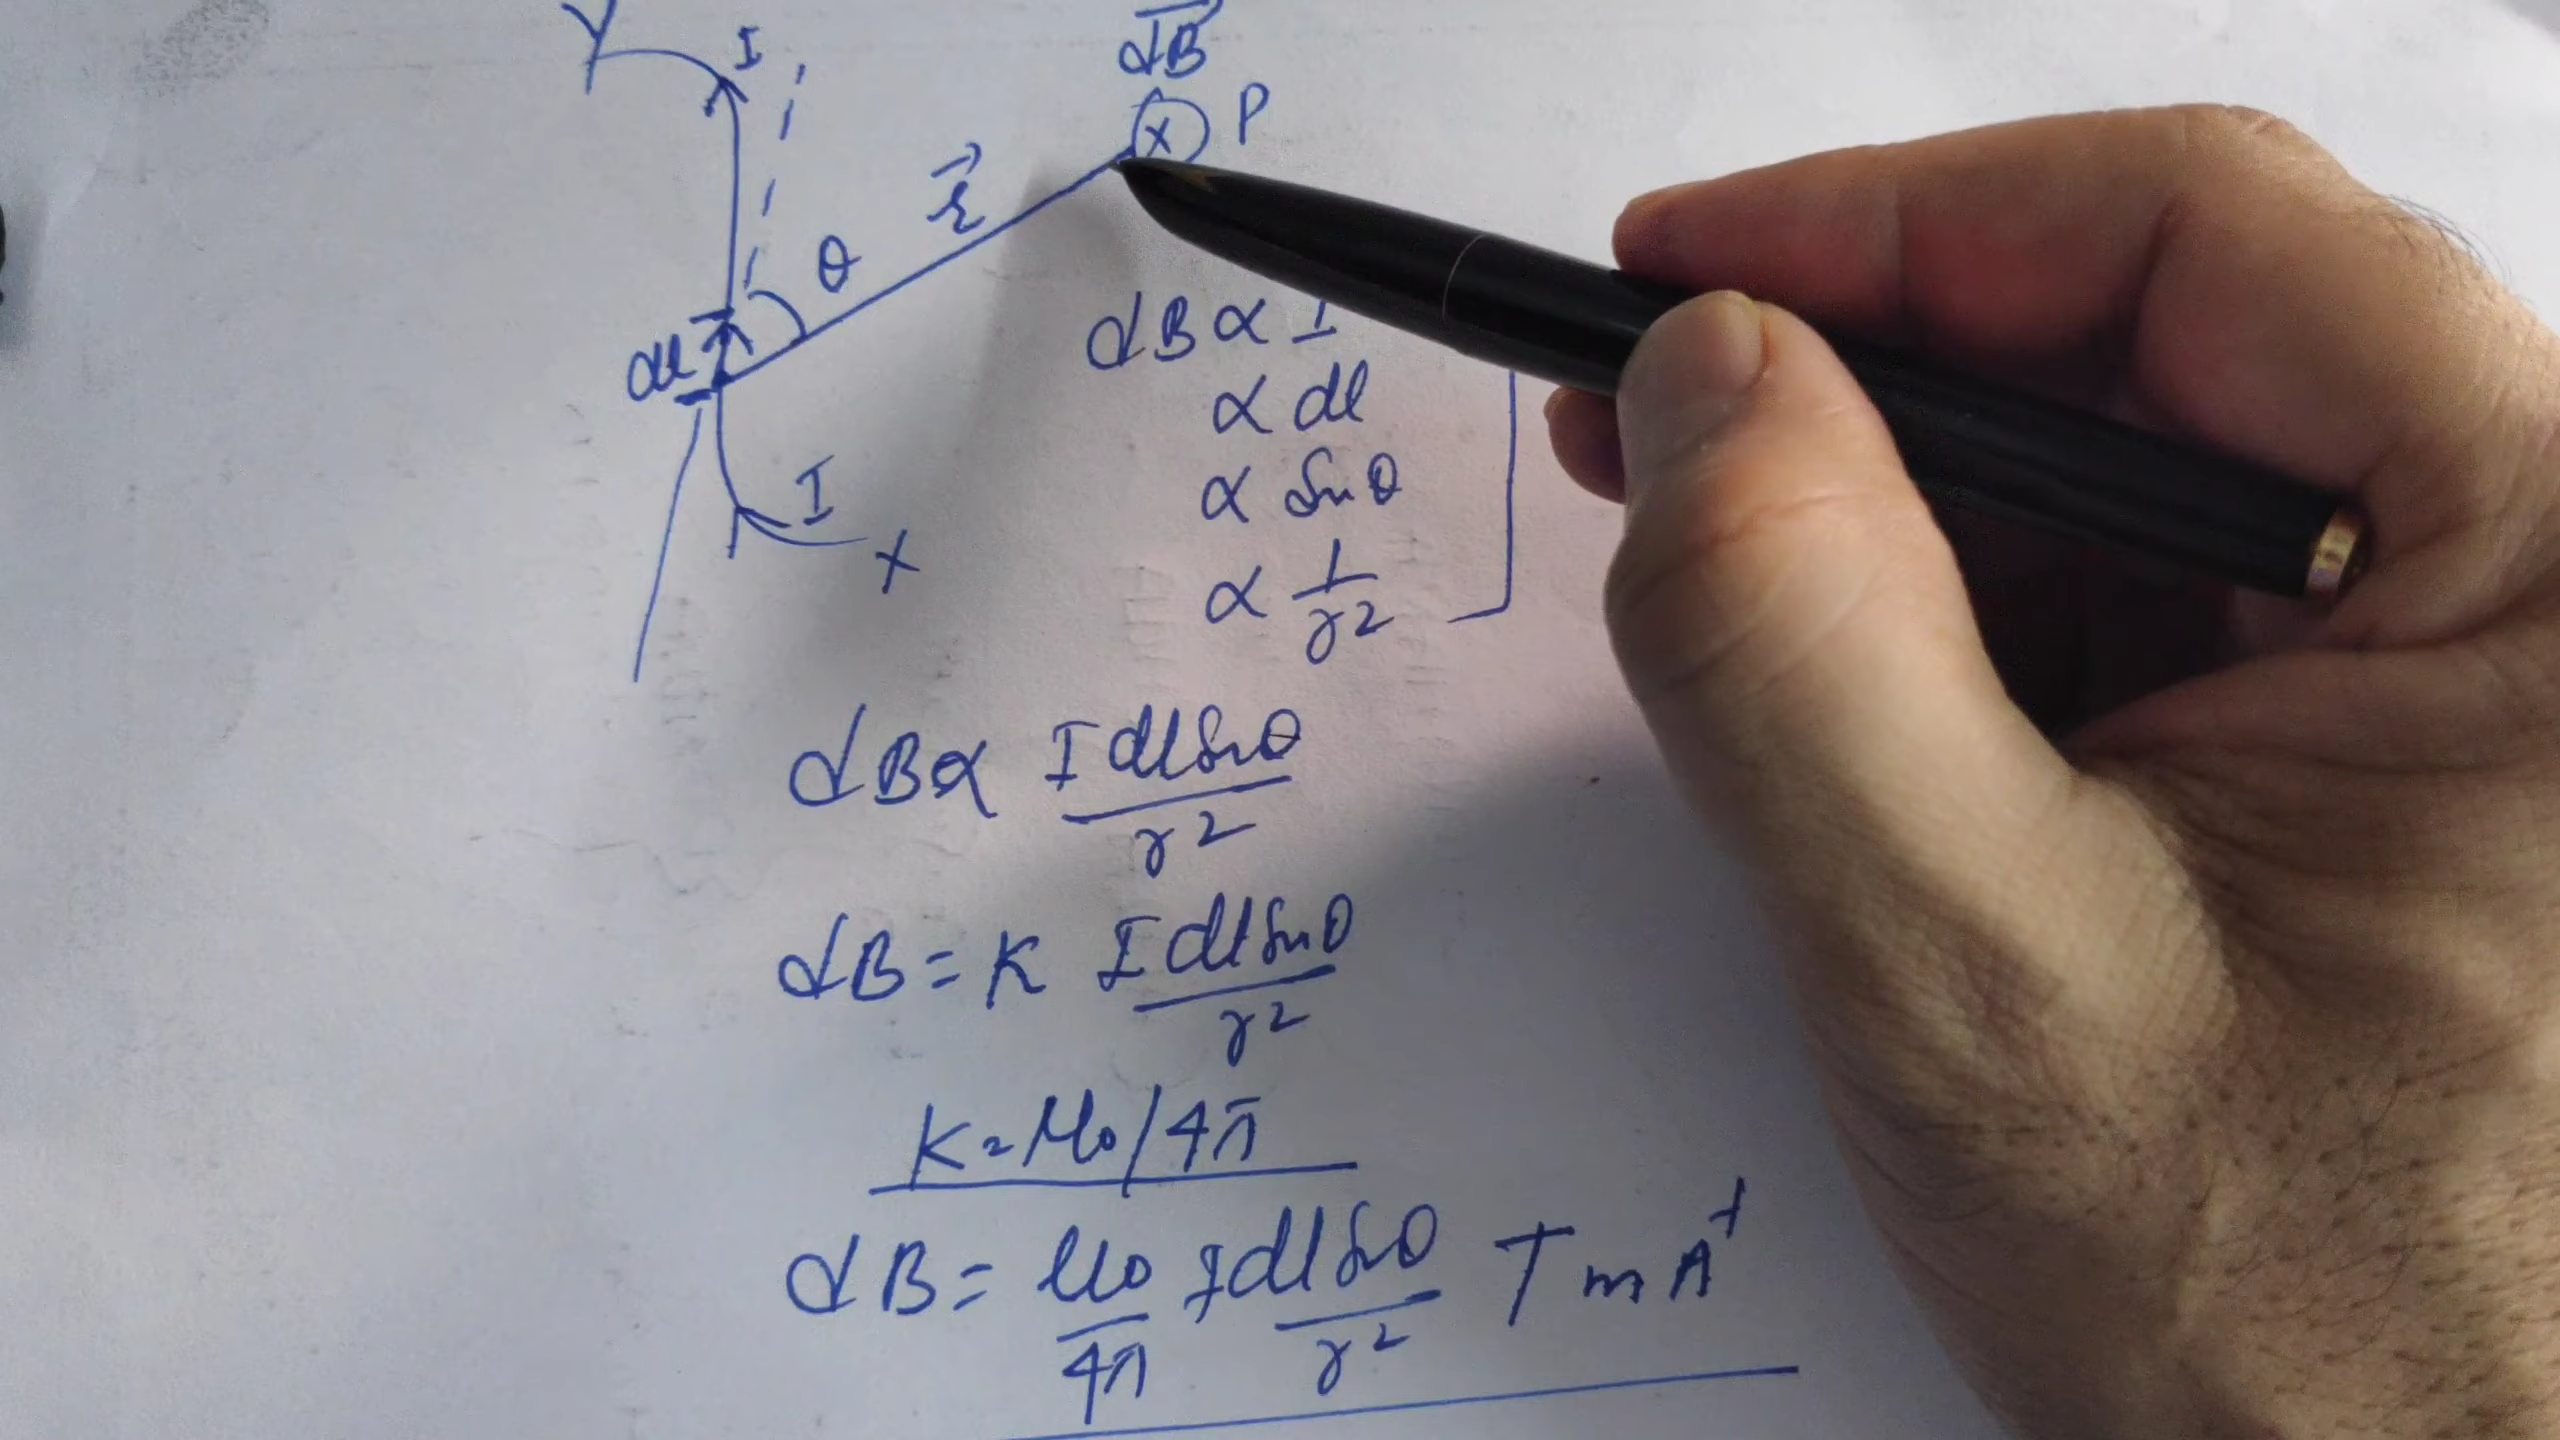 Y
I
dB⃗
P
X
r⃗
θ
dl
I
X
dB ∝ I
∝ dl
∝ Sinθ
∝ 1/r²
dB ∝ I dl Sinθ / r²
dB = K I dl Sinθ / r²
K = μ₀/4π
dB = μ₀/4π I dl Sinθ / r² T m A⁻¹